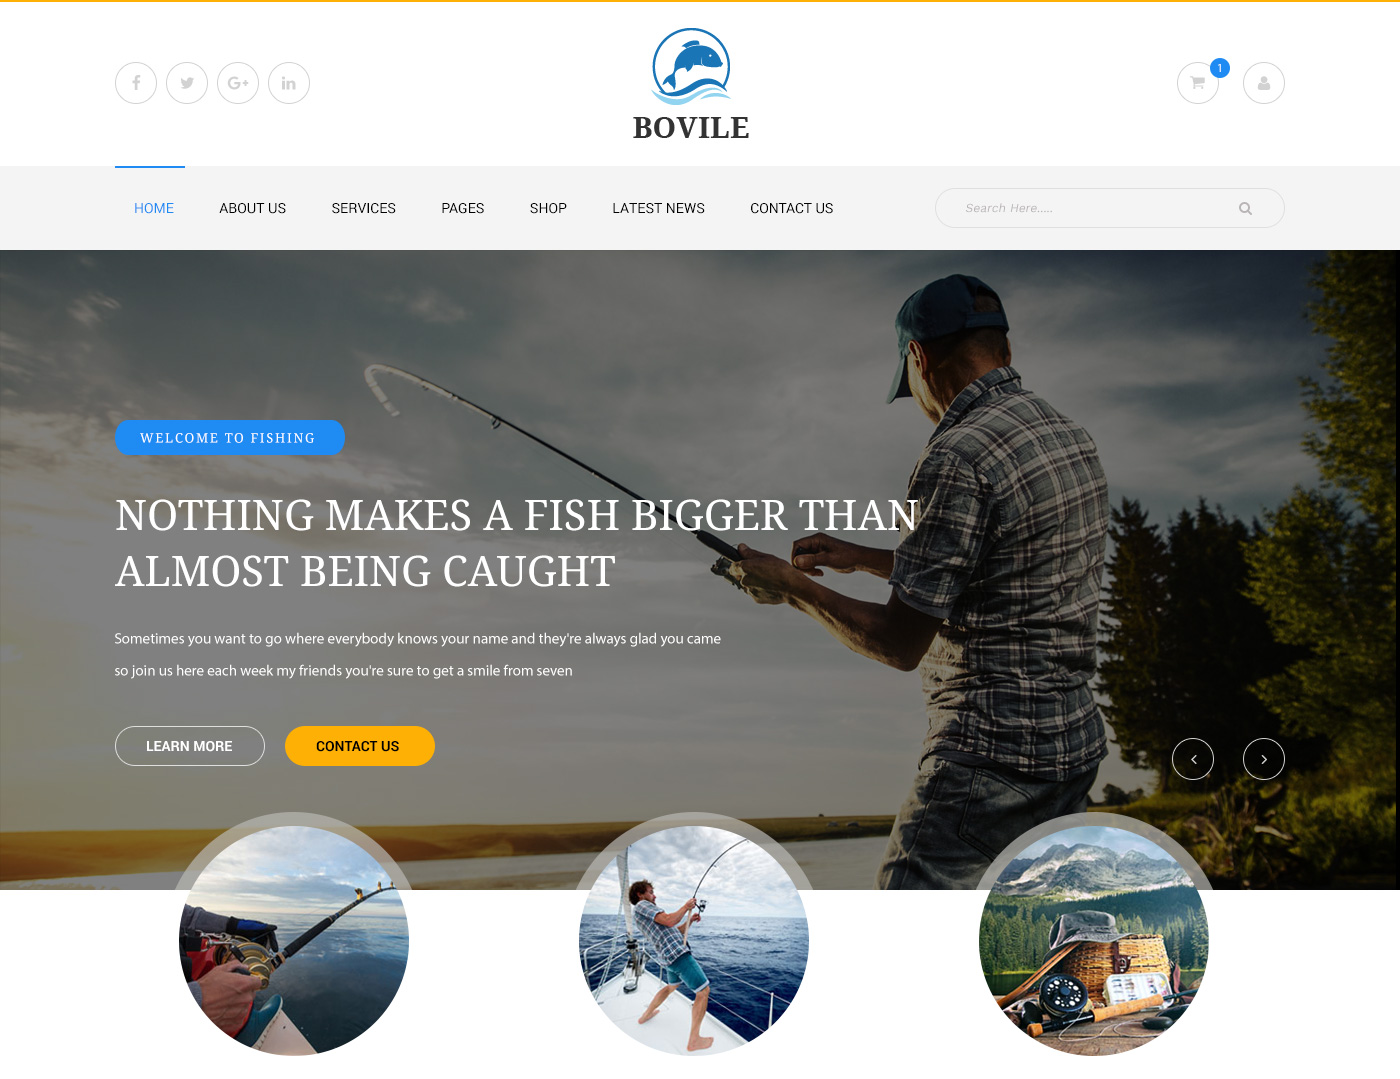 1
BOVILE
HOME ABOUT US SERVICES PAGES SHOP LATEST NEWS CONTACT US
Search Here.....
WELCOME TO FISHING
NOTHING MAKES A FISH BIGGER THAN
ALMOST BEING CAUGHT
Sometimes you want to go where everybody knows your name and they're always glad you came
so join us here each week my friends you're sure to get a smile from seven
LEARN MORE CONTACT US